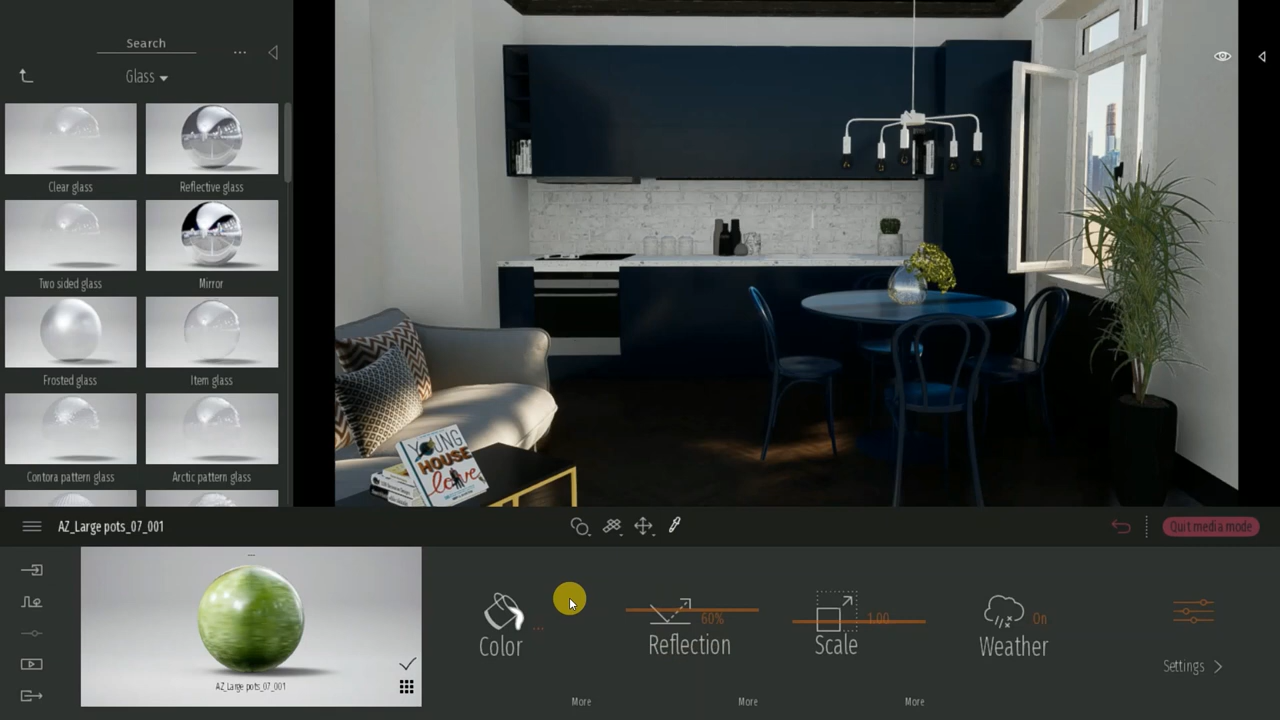 Search
...
Glass
Clear glass
Reflective glass
Two sided glass
Mirror
Frosted glass
Item glass
Contora pattern glass
Arctic pattern glass
YOUNG
HOUSE
love
AZ_Large pots_07_001
Quit media mode
...
AZ_Large pots_07_001
Color
...
More
60%
Reflection
More
1.00
Scale
More
On
Weather
Settings